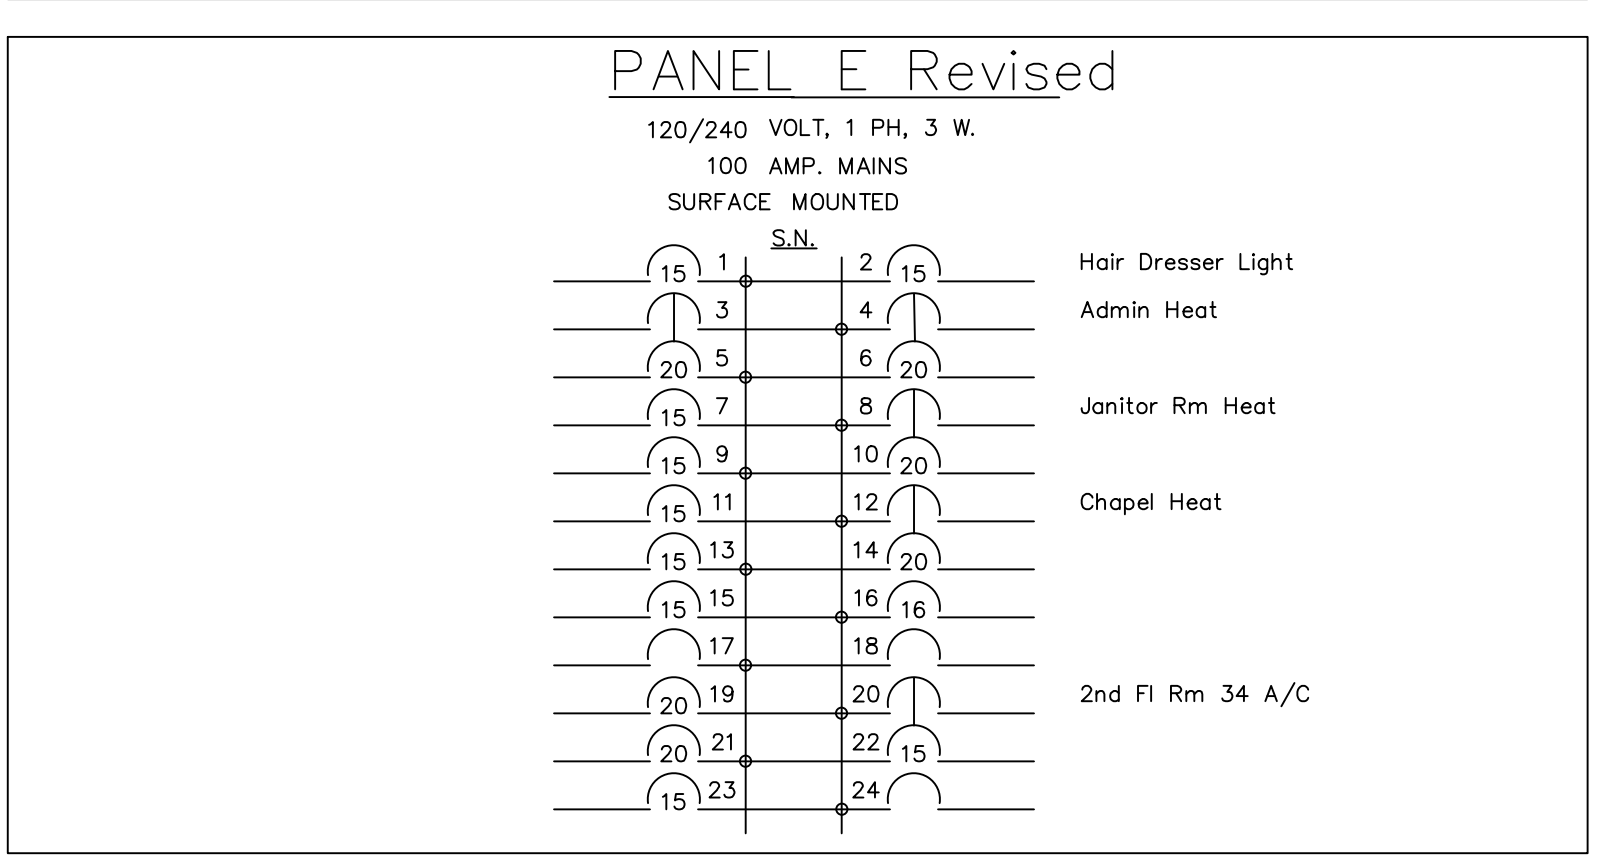 PANEL E Revised
120/240 VOLT, 1 PH, 3 W.
100 AMP. MAINS
SURFACE MOUNTED
S.N.
15 1 2 15 Hair Dresser Light
3 4 Admin Heat
20 5 6 20
15 7 8 Janitor Rm Heat
15 9 10 20
15 11 12 Chapel Heat
15 13 14 20
15 15 16 16
17 18
20 19 20 2nd Fl Rm 34 A/C
20 21 22 15
15 23 24